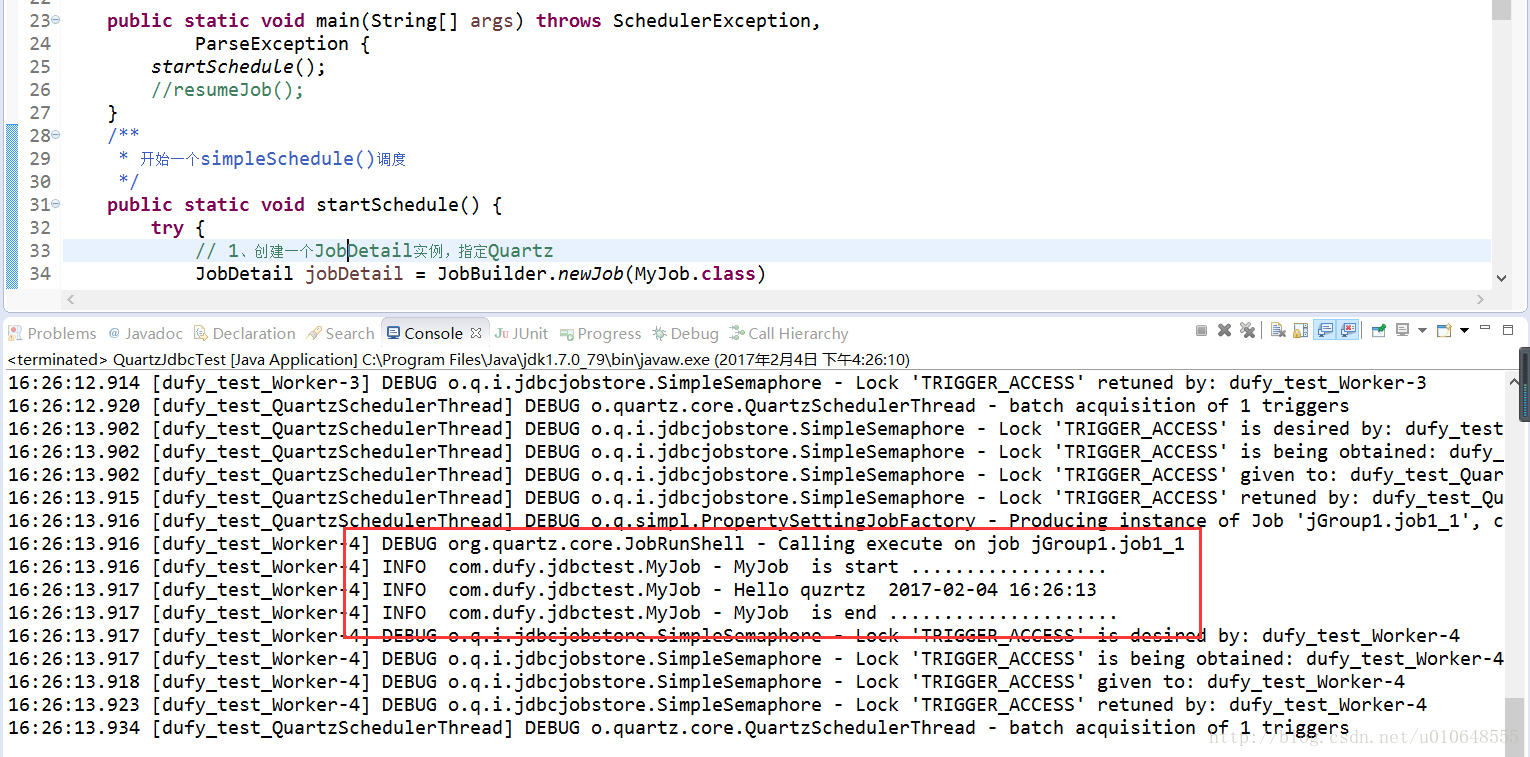 22
23 public static void main(String[] args) throws SchedulerException,
24 ParseException {
25 startSchedule();
26 //resumeJob();
27 }
28 /**
29 * 开始一个simpleSchedule()调度
30 */
31 public static void startSchedule() {
32 try {
33 // 1、创建一个JobDetail实例，指定Quartz
34 JobDetail jobDetail = JobBuilder.newJob(MyJob.class)
Problems @ Javadoc Declaration Search Console JUnit Progress Debug Call Hierarchy
<terminated> QuartzJdbcTest [Java Application] C:\Program Files\Java\jdk1.7.0_79\bin\javaw.exe (2017年2月4日 下午4:26:10)
16:26:12.914 [dufy_test_Worker-3] DEBUG o.q.i.jdbcjobstore.SimpleSemaphore - Lock 'TRIGGER_ACCESS' retuned by: dufy_test_Worker-3
16:26:12.920 [dufy_test_QuartzSchedulerThread] DEBUG o.quartz.core.QuartzSchedulerThread - batch acquisition of 1 triggers
16:26:13.902 [dufy_test_QuartzSchedulerThread] DEBUG o.q.i.jdbcjobstore.SimpleSemaphore - Lock 'TRIGGER_ACCESS' is desired by: dufy_test
16:26:13.902 [dufy_test_QuartzSchedulerThread] DEBUG o.q.i.jdbcjobstore.SimpleSemaphore - Lock 'TRIGGER_ACCESS' is being obtained: dufy_
16:26:13.902 [dufy_test_QuartzSchedulerThread] DEBUG o.q.i.jdbcjobstore.SimpleSemaphore - Lock 'TRIGGER_ACCESS' given to: dufy_test_Quar
16:26:13.915 [dufy_test_QuartzSchedulerThread] DEBUG o.q.i.jdbcjobstore.SimpleSemaphore - Lock 'TRIGGER_ACCESS' retuned by: dufy_test_Qu
16:26:13.916 [dufy_test_QuartzSchedulerThread] DEBUG o.q.simpl.PropertySettingJobFactory - Producing instance of Job 'jGroup1.job1_1', c
16:26:13.916 [dufy_test_Worker-4] DEBUG org.quartz.core.JobRunShell - Calling execute on job jGroup1.job1_1
16:26:13.916 [dufy_test_Worker-4] INFO  com.dufy.jdbctest.MyJob - MyJob  is start ..................
16:26:13.917 [dufy_test_Worker-4] INFO  com.dufy.jdbctest.MyJob - Hello quzrtz  2017-02-04 16:26:13
16:26:13.917 [dufy_test_Worker-4] INFO  com.dufy.jdbctest.MyJob - MyJob  is end .....................
16:26:13.917 [dufy_test_Worker-4] DEBUG o.q.i.jdbcjobstore.SimpleSemaphore - Lock 'TRIGGER_ACCESS' is desired by: dufy_test_Worker-4
16:26:13.917 [dufy_test_Worker-4] DEBUG o.q.i.jdbcjobstore.SimpleSemaphore - Lock 'TRIGGER_ACCESS' is being obtained: dufy_test_Worker-4
16:26:13.918 [dufy_test_Worker-4] DEBUG o.q.i.jdbcjobstore.SimpleSemaphore - Lock 'TRIGGER_ACCESS' given to: dufy_test_Worker-4
16:26:13.923 [dufy_test_Worker-4] DEBUG o.q.i.jdbcjobstore.SimpleSemaphore - Lock 'TRIGGER_ACCESS' retuned by: dufy_test_Worker-4
16:26:13.934 [dufy_test_QuartzSchedulerThread] DEBUG o.quartz.core.QuartzSchedulerThread - batch acquisition of 1 triggers
http://blog.csdn.net/u010648555